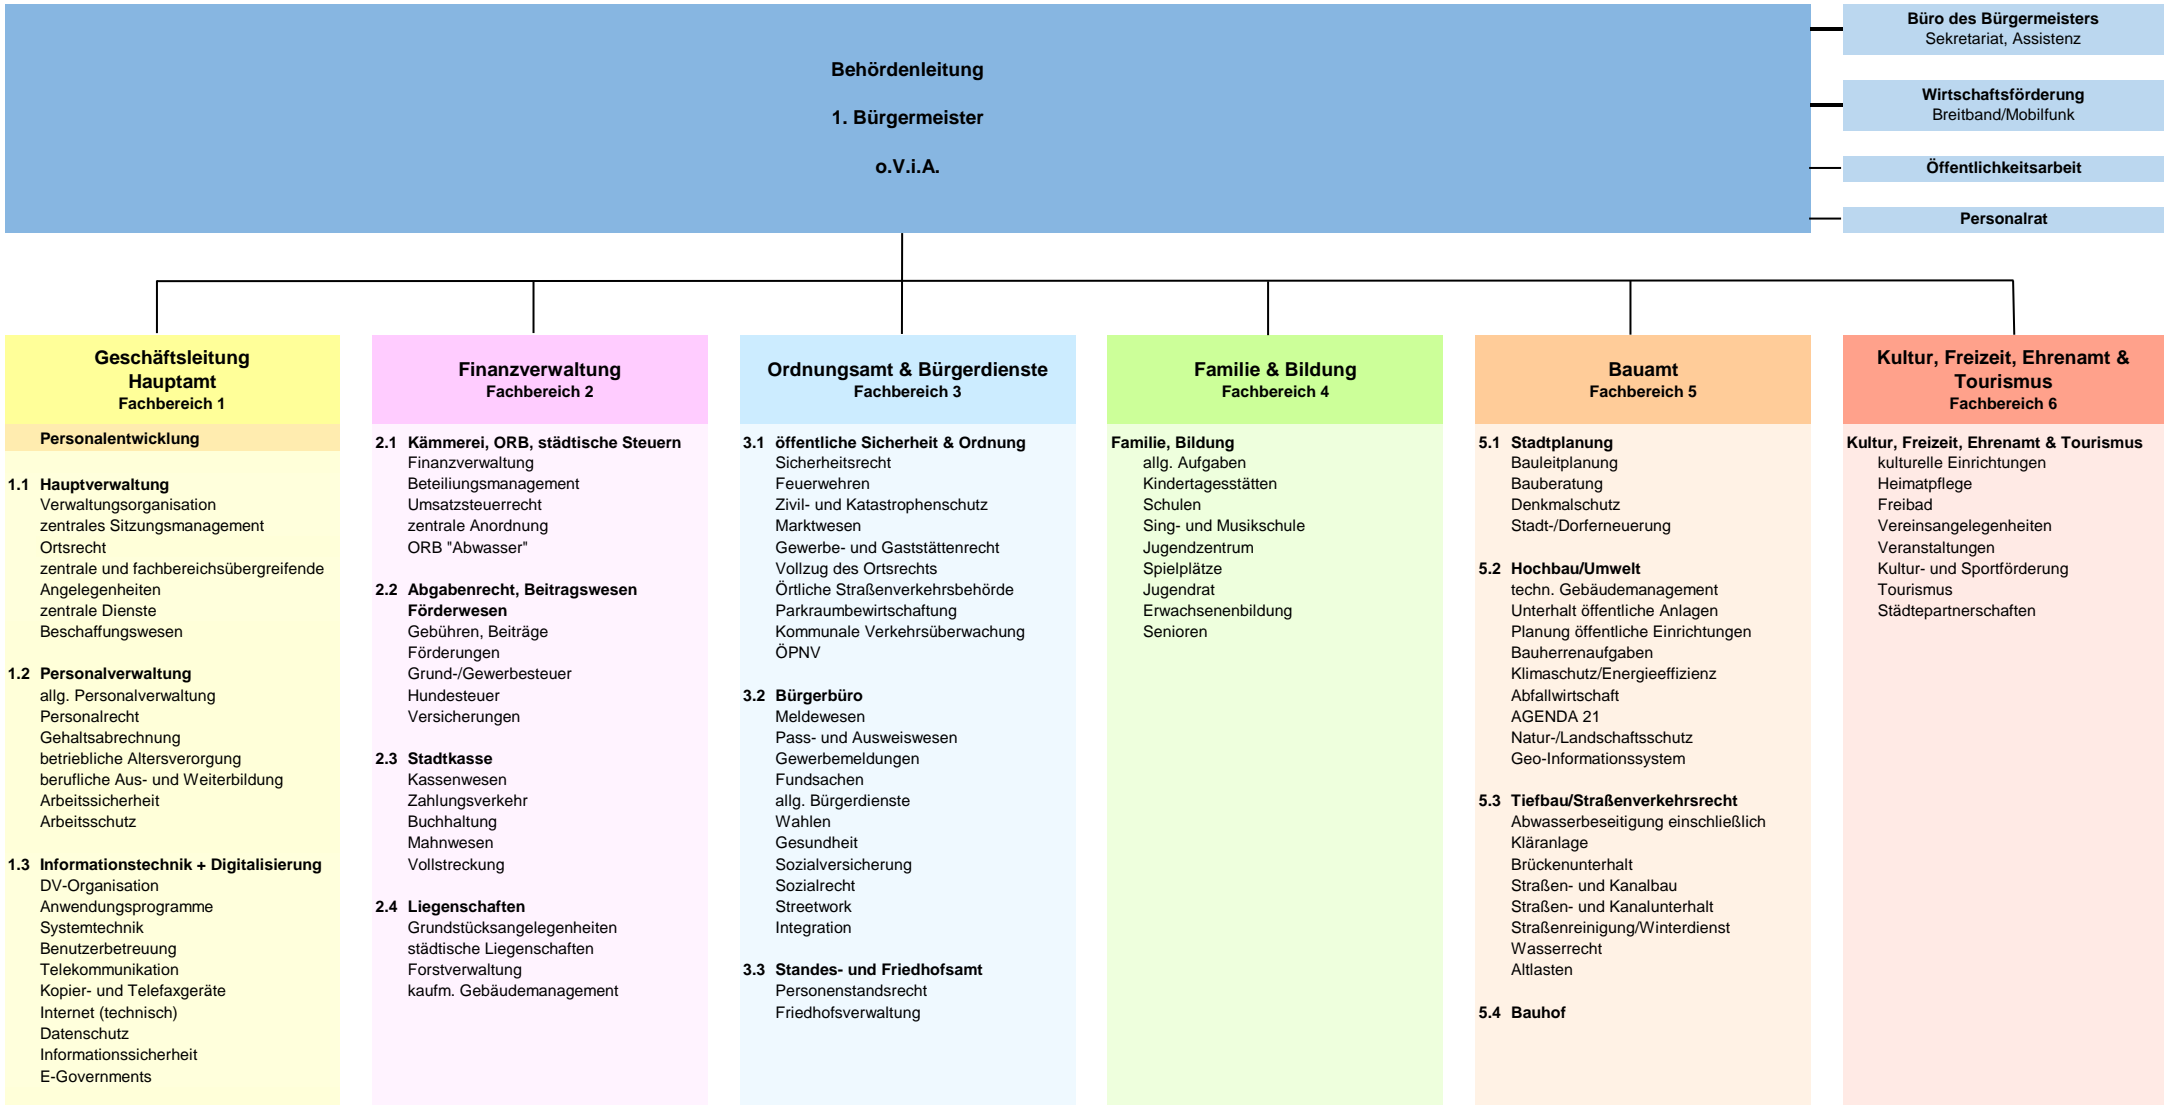 Behördenleitung
1. Bürgermeister
o.V.i.A.
Büro des Bürgermeisters
Sekretariat, Assistenz
Wirtschaftsförderung
Breitband/Mobilfunk
Öffentlichkeitsarbeit
Personalrat
Geschäftsleitung
Hauptamt
Fachbereich 1
Personalentwicklung
1.1 Hauptverwaltung
Verwaltungsorganisation
zentrales Sitzungsmanagement
Ortsrecht
zentrale und fachbereichsübergreifende
Angelegenheiten
zentrale Dienste
Beschaffungswesen
1.2 Personalverwaltung
allg. Personalverwaltung
Personalrecht
Gehaltsabrechnung
betriebliche Altersverorgung
berufliche Aus- und Weiterbildung
Arbeitssicherheit
Arbeitsschutz
1.3 Informationstechnik + Digitalisierung
DV-Organisation
Anwendungsprogramme
Systemtechnik
Benutzerbetreuung
Telekommunikation
Kopier- und Telefaxgeräte
Internet (technisch)
Datenschutz
Informationssicherheit
E-Governments
Finanzverwaltung
Fachbereich 2
2.1 Kämmerei, ORB, städtische Steuern
Finanzverwaltung
Beteiliungsmanagement
Umsatzsteuerrecht
zentrale Anordnung
ORB "Abwasser"
2.2 Abgabenrecht, Beitragswesen
Förderwesen
Gebühren, Beiträge
Förderungen
Grund-/Gewerbesteuer
Hundesteuer
Versicherungen
2.3 Stadtkasse
Kassenwesen
Zahlungsverkehr
Buchhaltung
Mahnwesen
Vollstreckung
2.4 Liegenschaften
Grundstücksangelegenheiten
städtische Liegenschaften
Forstverwaltung
kaufm. Gebäudemanagement
Ordnungsamt & Bürgerdienste
Fachbereich 3
3.1 öffentliche Sicherheit & Ordnung
Sicherheitsrecht
Feuerwehren
Zivil- und Katastrophenschutz
Marktwesen
Gewerbe- und Gaststättenrecht
Vollzug des Ortsrechts
Örtliche Straßenverkehrsbehörde
Parkraumbewirtschaftung
Kommunale Verkehrsüberwachung
ÖPNV
3.2 Bürgerbüro
Meldewesen
Pass- und Ausweiswesen
Gewerbemeldungen
Fundsachen
allg. Bürgerdienste
Wahlen
Gesundheit
Sozialversicherung
Sozialrecht
Streetwork
Integration
3.3 Standes- und Friedhofsamt
Personenstandsrecht
Friedhofsverwaltung
Familie & Bildung
Fachbereich 4
Familie, Bildung
allg. Aufgaben
Kindertagesstätten
Schulen
Sing- und Musikschule
Jugendzentrum
Spielplätze
Jugendrat
Erwachsenenbildung
Senioren
Bauamt
Fachbereich 5
5.1 Stadtplanung
Bauleitplanung
Bauberatung
Denkmalschutz
Stadt-/Dorferneuerung
5.2 Hochbau/Umwelt
techn. Gebäudemanagement
Unterhalt öffentliche Anlagen
Planung öffentliche Einrichtungen
Bauherrenaufgaben
Klimaschutz/Energieeffizienz
Abfallwirtschaft
AGENDA 21
Natur-/Landschaftsschutz
Geo-Informationssystem
5.3 Tiefbau/Straßenverkehrsrecht
Abwasserbeseitigung einschließlich
Kläranlage
Brückenunterhalt
Straßen- und Kanalbau
Straßen- und Kanalunterhalt
Straßenreinigung/Winterdienst
Wasserrecht
Altlasten
5.4 Bauhof
Kultur, Freizeit, Ehrenamt &
Tourismus
Fachbereich 6
Kultur, Freizeit, Ehrenamt & Tourismus
kulturelle Einrichtungen
Heimatpflege
Freibad
Vereinsangelegenheiten
Veranstaltungen
Kultur- und Sportförderung
Tourismus
Städtepartnerschaften